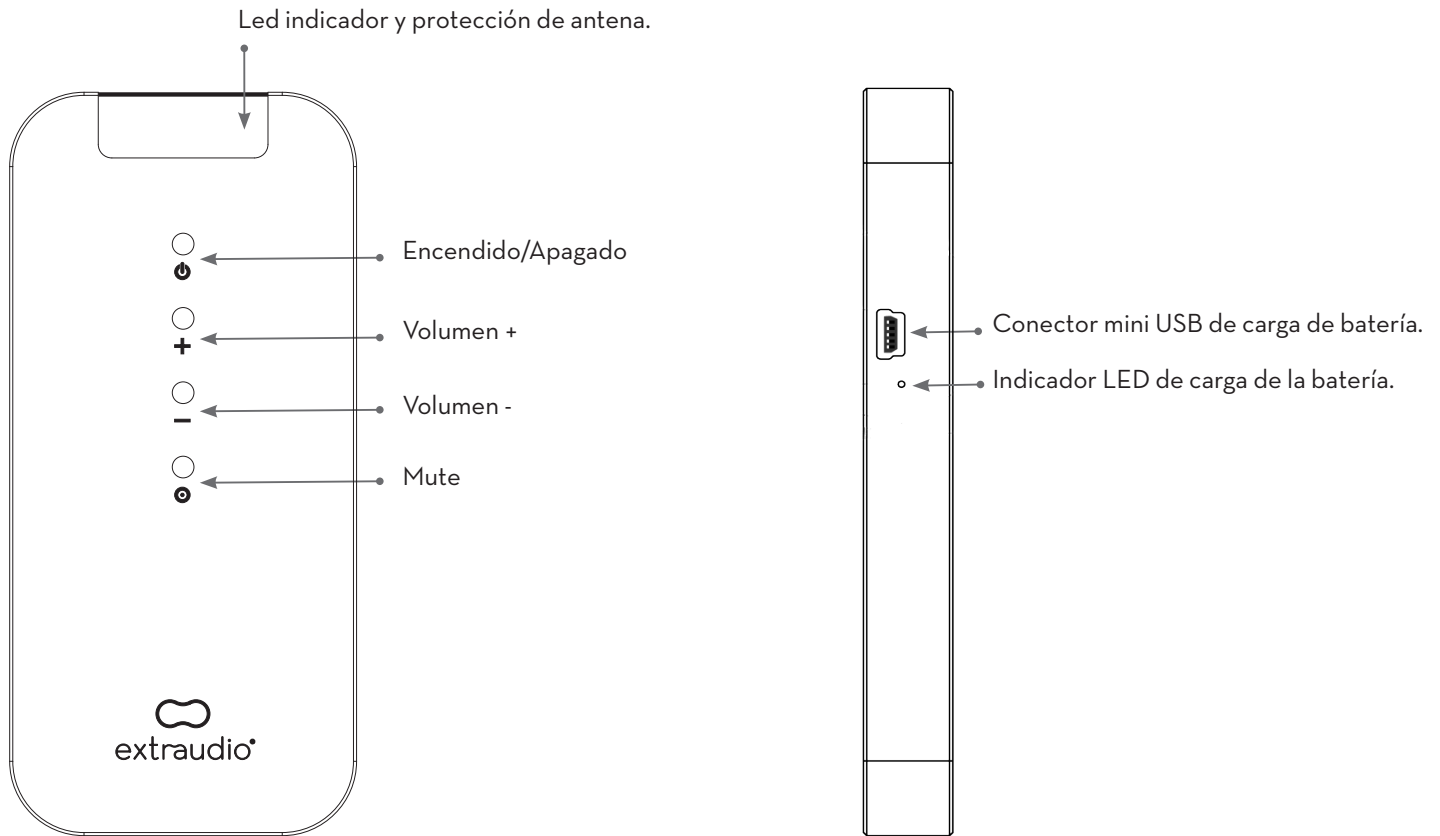 Led indicador y protección de antena.
Encendido/Apagado
Volumen +
Volumen -
Mute
extraudio
Conector mini USB de carga de batería.
Indicador LED de carga de la batería.